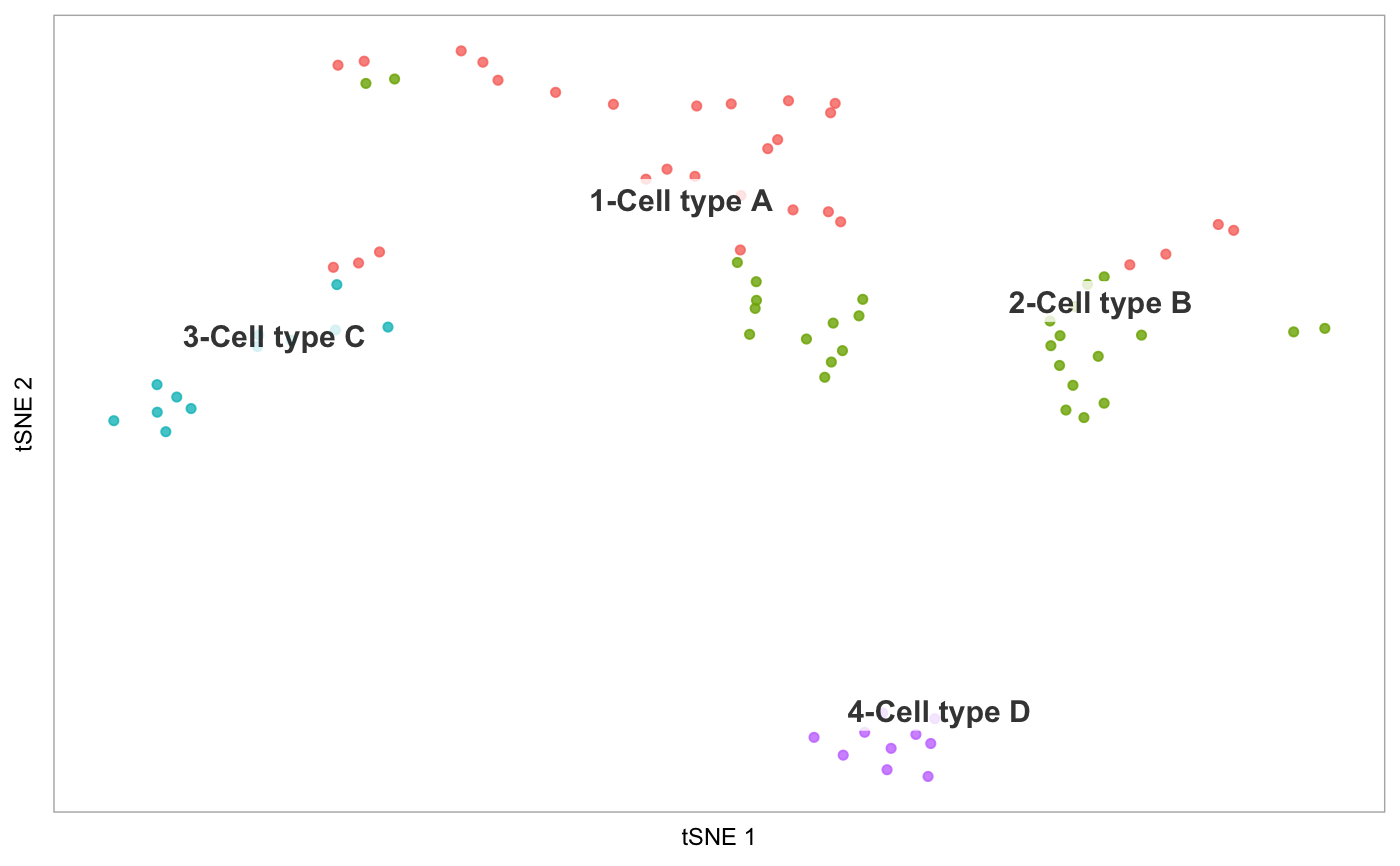 1-Cell type A
2-Cell type B
3-Cell type C
tSNE 2
4-Cell type D
tSNE 1